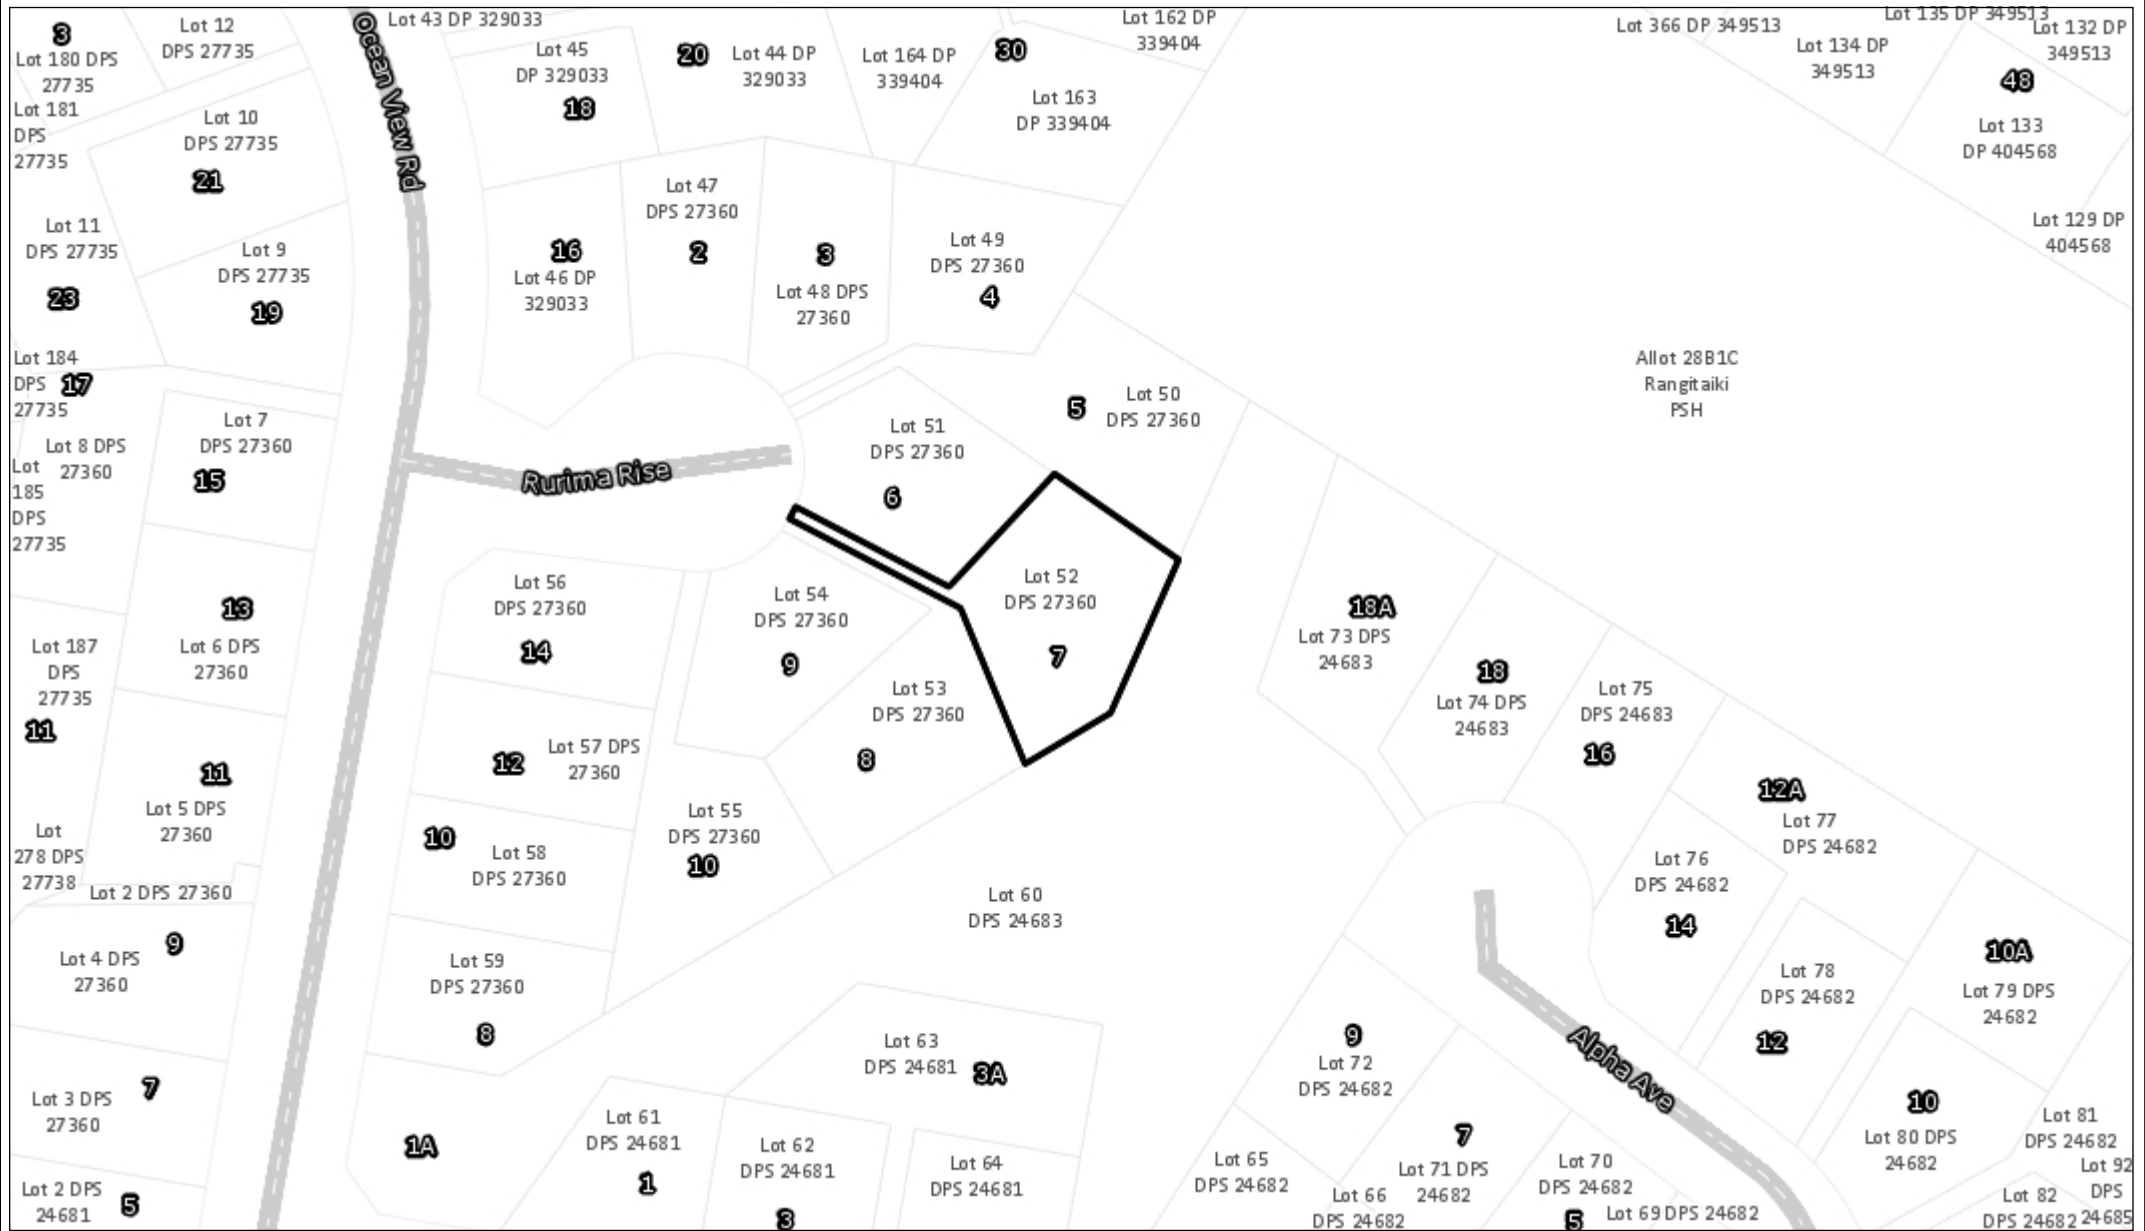 3
Lot 180 DPS
27735
Lot 12
DPS 27735
Ocean View Rd
Lot 43 DP 329033
Lot 45
DP 329033
18
20
Lot 44 DP
329033
Lot 164 DP
339404
30
Lot 162 DP
339404
Lot 163
DP 339404
Lot 366 DP 349513
Lot 135 DP 349513
Lot 134 DP
349513
Lot 132 DP
349513
48
Lot 133
DP 404568
Lot 129 DP
404568
Lot 181
DPS
27735
Lot 10
DPS 27735
21
Lot 11
DPS 27735
23
Lot 9
DPS 27735
19
16
Lot 46 DP
329033
Lot 47
DPS 27360
2
3
Lot 48 DPS
27360
Lot 49
DPS 27360
4
Lot 184
DPS
27735
17
Lot 7
DPS 27360
15
Lot 8 DPS
27360
Lot
185
DPS
27735
Rurima Rise
Lot 51
DPS 27360
6
5
Lot 50
DPS 27360
Allot 28B1C
Rangitaiki
PSH
13
Lot 6 DPS
27360
Lot 187
DPS
27735
11
Lot 56
DPS 27360
14
Lot 54
DPS 27360
9
Lot 52
DPS 27360
7
Lot 53
DPS 27360
8
18A
Lot 73 DPS
24683
18
Lot 74 DPS
24683
Lot 75
DPS 24683
16
12A
Lot 77
DPS 24682
11
Lot 5 DPS
27360
12
Lot 57 DPS
27360
10
Lot 58
DPS 27360
Lot 55
DPS 27360
10
Lot
278 DPS
27738
Lot 2 DPS 27360
9
Lot 4 DPS
27360
Lot 59
DPS 27360
8
Lot 60
DPS 24683
Lot 76
DPS 24682
14
Lot 78
DPS 24682
12
10A
Lot 79 DPS
24682
7
Lot 3 DPS
27360
Lot 63
DPS 24681
3A
9
Lot 72
DPS 24682
Alpha Ave
10
Lot 80 DPS
24682
Lot 81
DPS 24682
1A
Lot 61
DPS 24681
1
Lot 62
DPS 24681
3
Lot 64
DPS 24681
Lot 65
DPS 24682
7
Lot 71 DPS
24682
Lot 66
DPS 24682
Lot 70
DPS 24682
5
Lot 69 DPS 24682
Lot 92
DPS
24685
Lot 82
DPS 24682
Lot 2 DPS
24681
5